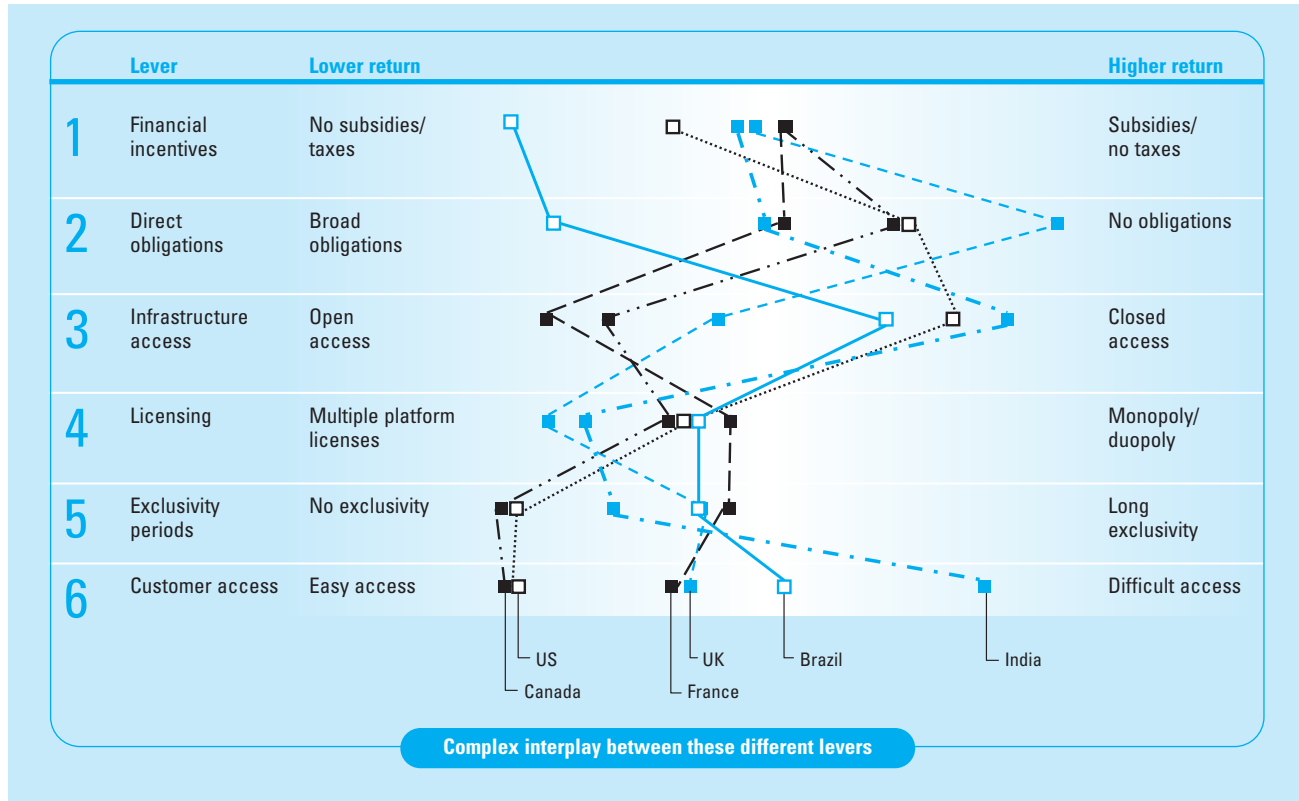 Lever Lower return Higher return
1 Financial incentives No subsidies/ taxes Subsidies/ no taxes
2 Direct obligations Broad obligations No obligations
3 Infrastructure access Open access Closed access
4 Licensing Multiple platform licenses Monopoly/ duopoly
5 Exclusivity periods No exclusivity Long exclusivity
6 Customer access Easy access Difficult access
US UK Brazil India
Canada France
Complex interplay between these different levers